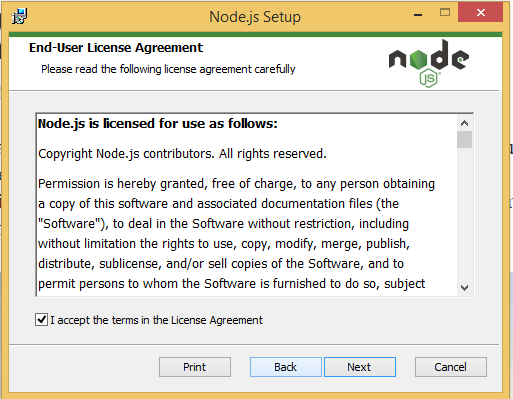 Node.js Setup
End-User License Agreement
Please read the following license agreement carefully
node
JS
Node.js is licensed for use as follows:
Copyright Node.js contributors. All rights reserved.
Permission is hereby granted, free of charge, to any person obtaining
a copy of this software and associated documentation files (the
"Software"), to deal in the Software without restriction, including
without limitation the rights to use, copy, modify, merge, publish,
distribute, sublicense, and/or sell copies of the Software, and to
permit persons to whom the Software is furnished to do so, subject
I accept the terms in the License Agreement
Print Back Next Cancel